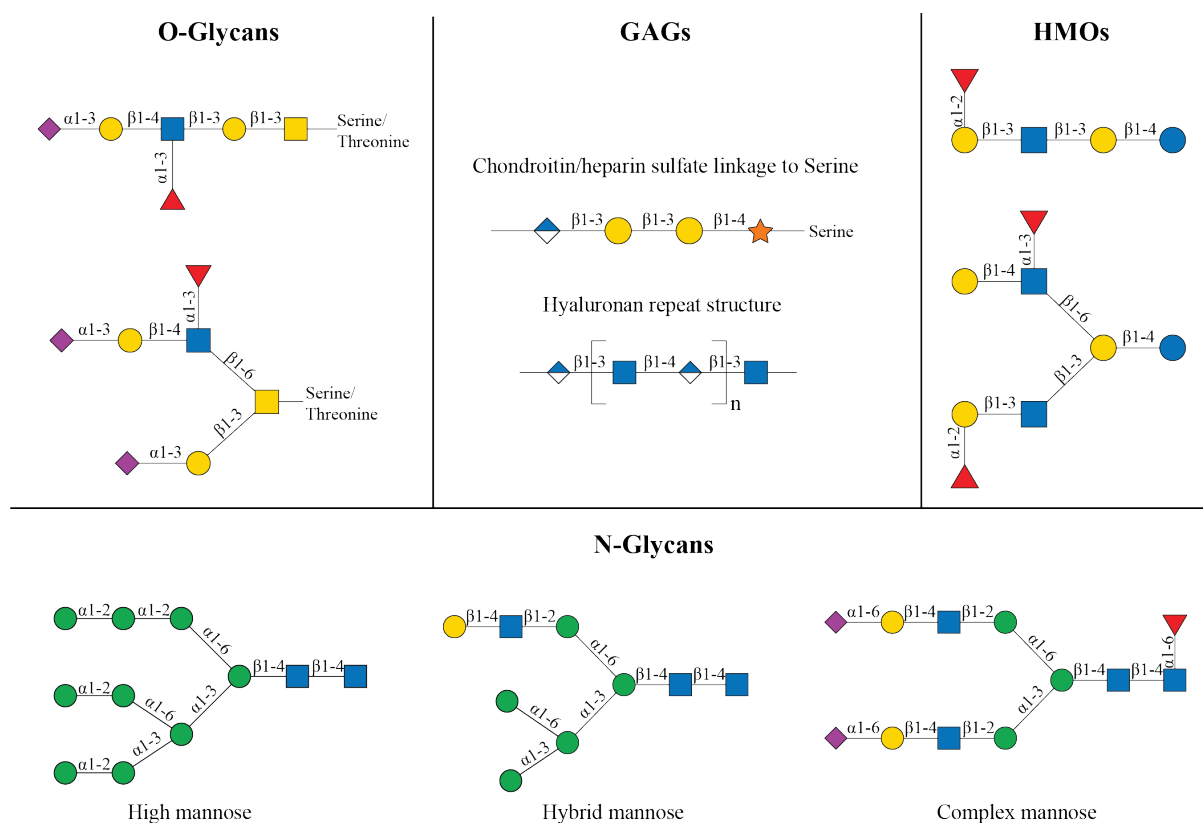 O-Glycans
α1-3 β1-4 β1-3 β1-3 Serine/
Threonine
α1-3
α1-3
α1-3 β1-4
β1-6
Serine/
Threonine
β1-3
α1-3
GAGs
Chondroitin/heparin sulfate linkage to Serine
β1-3 β1-3 β1-4 Serine
Hyaluronan repeat structure
β1-3 β1-4 β1-3
n
HMOs
α1-2
β1-3 β1-3 β1-4
α1-3
β1-4
β1-6
β1-4
β1-3
β1-3
α1-2
N-Glycans
α1-2 α1-2
α1-6
β1-4 β1-4
α1-2
α1-6
α1-3
α1-3
α1-2
High mannose
β1-4 β1-2
α1-6
β1-4 β1-4
α1-3
α1-6
α1-3
Hybrid mannose
α1-6 β1-4 β1-2
α1-6
α1-6
β1-4 β1-4
α1-3
α1-6 β1-4 β1-2
Complex mannose